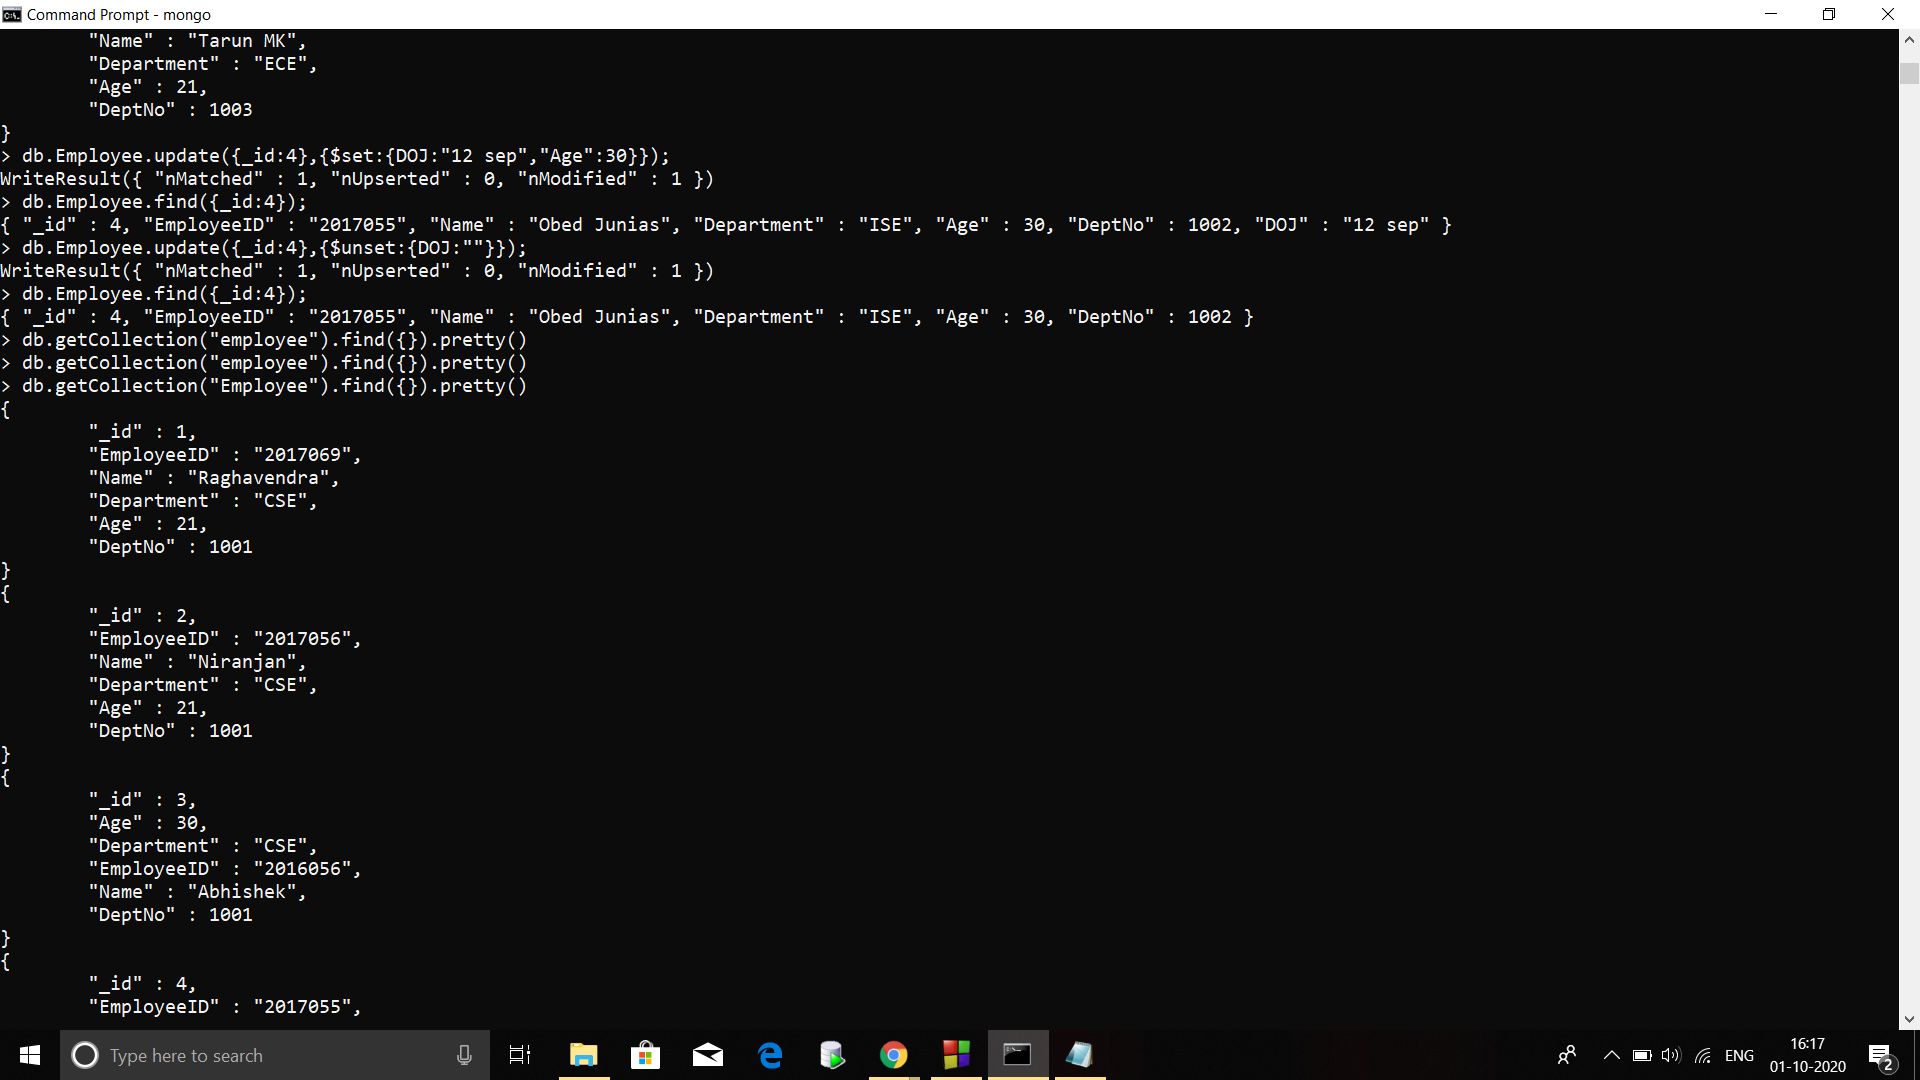 Command Prompt - mongo
"Name" : "Tarun MK",
"Department" : "ECE",
"Age" : 21,
"DeptNo" : 1003
}
> db.Employee.update({_id:4},{$set:{DOJ:"12 sep","Age":30}});
WriteResult({ "nMatched" : 1, "nUpserted" : 0, "nModified" : 1 })
> db.Employee.find({_id:4});
{ "_id" : 4, "EmployeeID" : "2017055", "Name" : "Obed Junias", "Department" : "ISE", "Age" : 30, "DeptNo" : 1002, "DOJ" : "12 sep" }
> db.Employee.update({_id:4},{$unset:{DOJ:""}});
WriteResult({ "nMatched" : 1, "nUpserted" : 0, "nModified" : 1 })
> db.Employee.find({_id:4});
{ "_id" : 4, "EmployeeID" : "2017055", "Name" : "Obed Junias", "Department" : "ISE", "Age" : 30, "DeptNo" : 1002 }
> db.getCollection("employee").find({}).pretty()
> db.getCollection("employee").find({}).pretty()
> db.getCollection("Employee").find({}).pretty()
{
"_id" : 1,
"EmployeeID" : "2017069",
"Name" : "Raghavendra",
"Department" : "CSE",
"Age" : 21,
"DeptNo" : 1001
}
{
"_id" : 2,
"EmployeeID" : "2017056",
"Name" : "Niranjan",
"Department" : "CSE",
"Age" : 21,
"DeptNo" : 1001
}
{
"_id" : 3,
"Age" : 30,
"Department" : "CSE",
"EmployeeID" : "2016056",
"Name" : "Abhishek",
"DeptNo" : 1001
}
{
"_id" : 4,
"EmployeeID" : "2017055",
Type here to search
ENG
16:17
01-10-2020
2